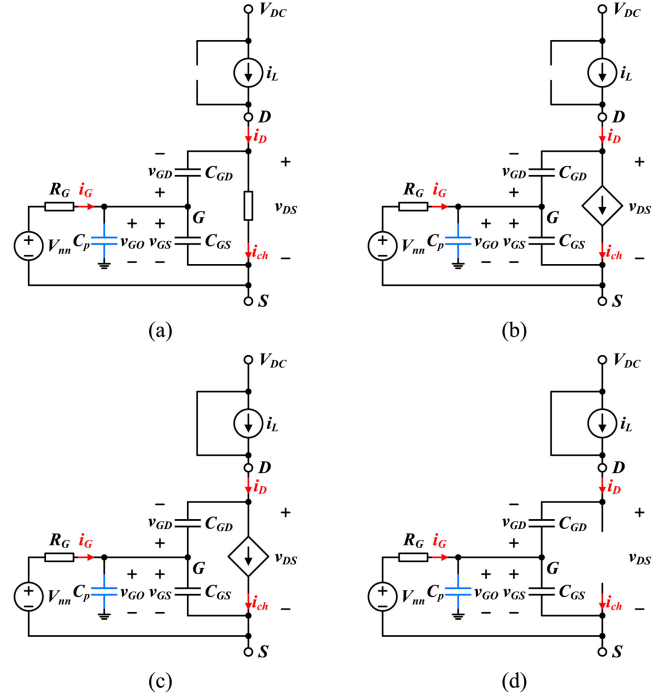 V_DC V_DC
i_L i_L
D D
i_D i_D
− + − +
v_GD C_GD v_GD C_GD
R_G i_G + v_DS R_G i_G + v_DS
G G
+ − V_nn C_p + v_GO − + v_GS − C_GS i_ch − + − V_nn C_p + v_GO − + v_GS − C_GS i_ch −
S S
(a) (b)
V_DC V_DC
i_L i_L
D D
i_D i_D
− + − +
v_GD C_GD v_GD C_GD
R_G i_G + v_DS R_G i_G + v_DS
G G
+ − V_nn C_p + v_GO − + v_GS − C_GS i_ch − + − V_nn C_p + v_GO − + v_GS − C_GS i_ch −
S S
(c) (d)